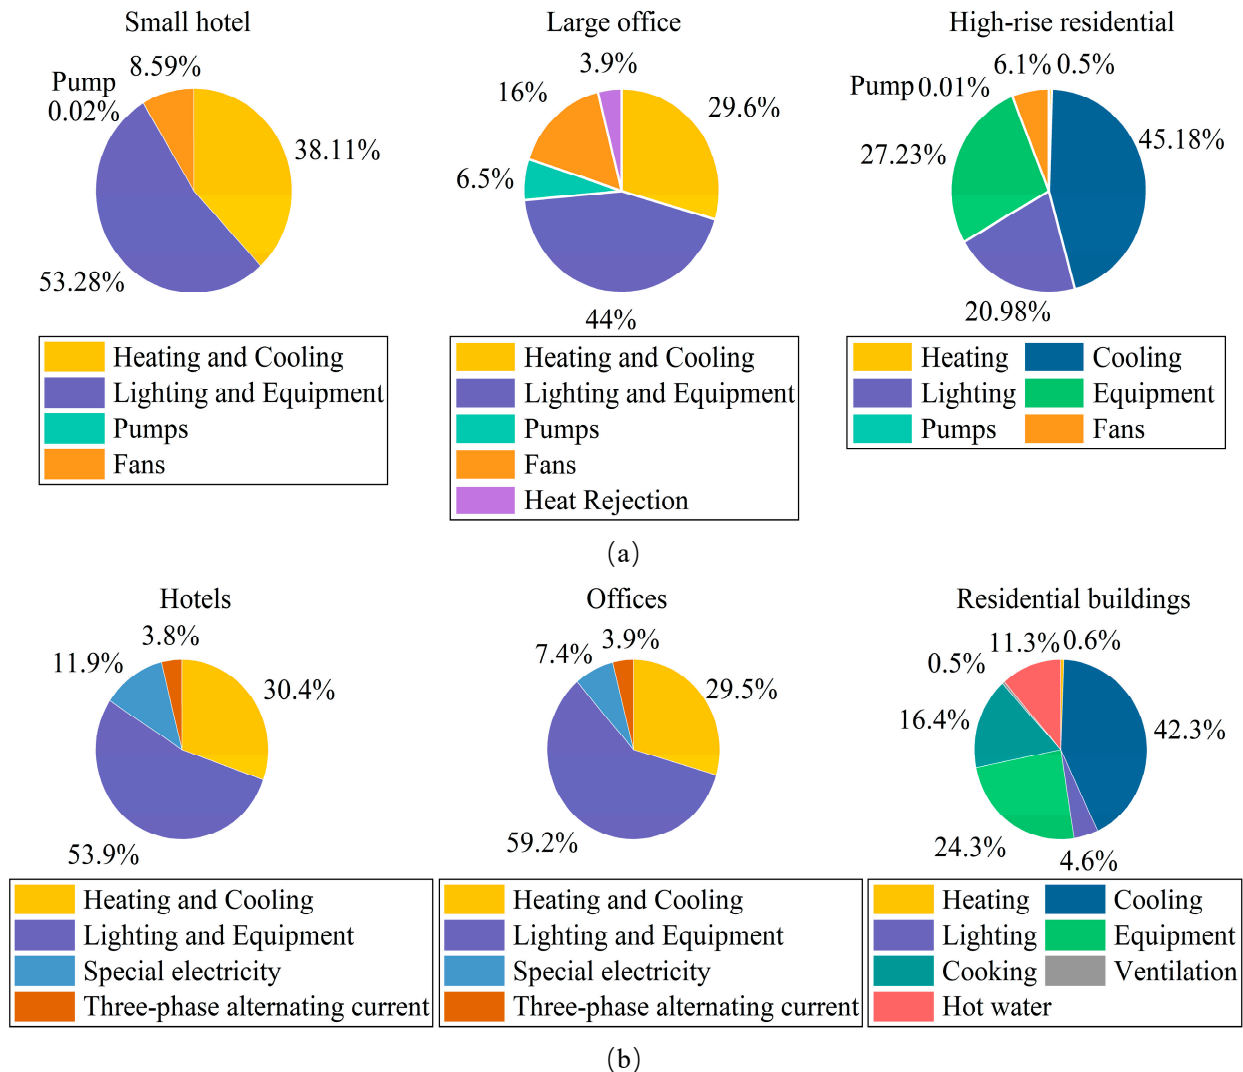 Small hotel
8.59%
Pump
0.02%
38.11%
53.28%
Heating and Cooling
Lighting and Equipment
Pumps
Fans
Large office
3.9%
16%
29.6%
6.5%
44%
Heating and Cooling
Lighting and Equipment
Pumps
Fans
Heat Rejection
High-rise residential
6.1% 0.5%
Pump 0.01%
45.18%
27.23%
20.98%
Heating Cooling
Lighting Equipment
Pumps Fans
(a)
Hotels
3.8%
11.9%
30.4%
53.9%
Heating and Cooling
Lighting and Equipment
Special electricity
Three-phase alternating current
Offices
3.9%
7.4%
29.5%
59.2%
Heating and Cooling
Lighting and Equipment
Special electricity
Three-phase alternating current
Residential buildings
11.3% 0.6%
0.5%
16.4%
42.3%
24.3%
4.6%
Heating Cooling
Lighting Equipment
Cooking Ventilation
Hot water
(b)